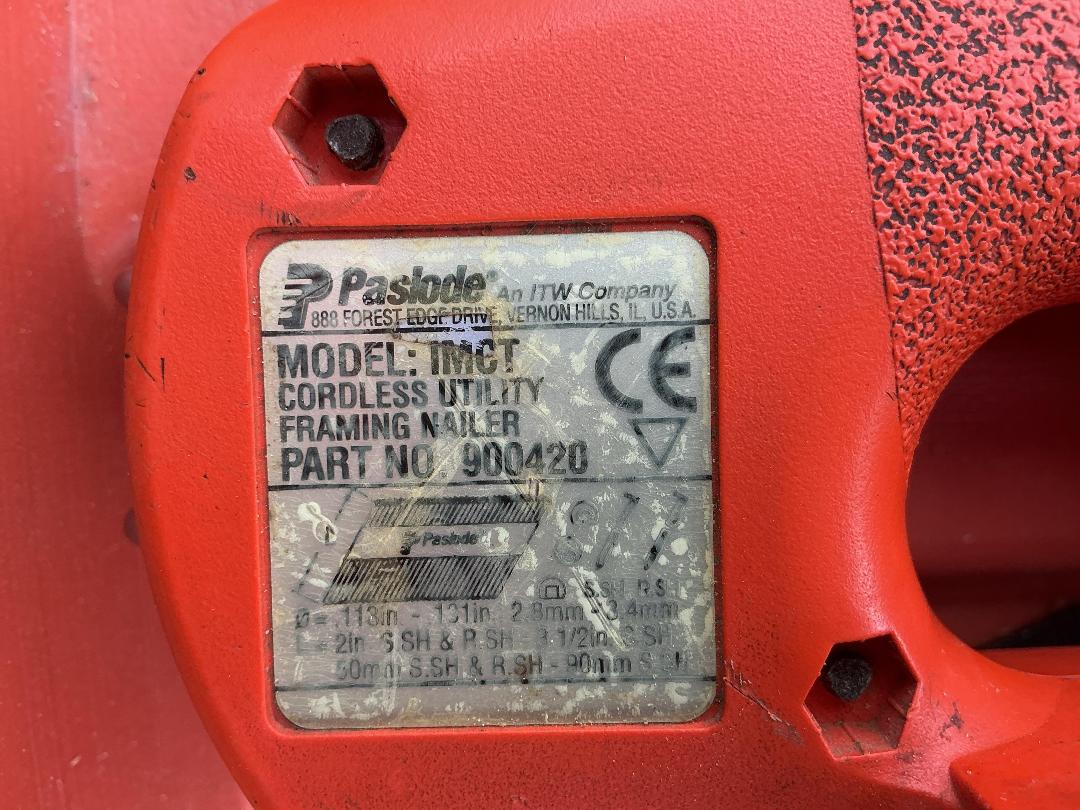 Paslode® An ITW Company
888 FOREST EDGE DRIVE, VERNON HILLS, IL, U.S.A.
MODEL: IMCT
CE
CORDLESS UTILITY
FRAMING NAILER
PART NO. 900420
Paslode
S.SH R.SH
Ø = .113in. - .131in. 2.8mm - 3.4mm
L = 2in. S.SH & R.SH - 3-1/2in. S.SH
50mm S.SH & R.SH - 90mm S.SH